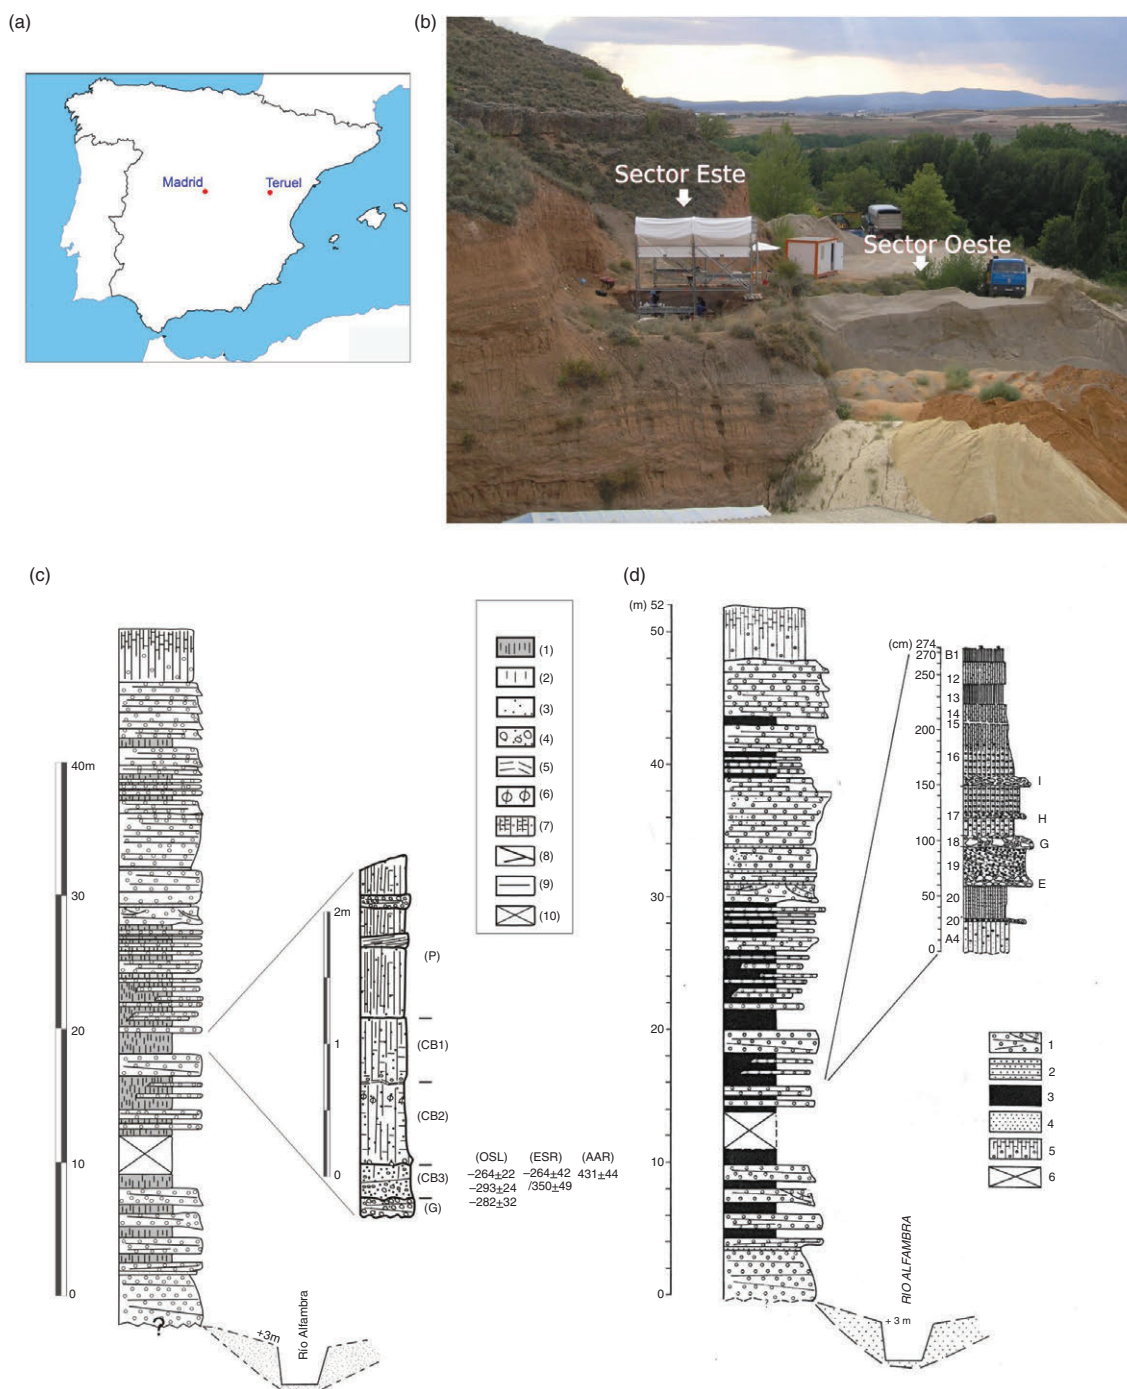 (a)
Madrid
Teruel
(b)
Sector Este
Sector Oeste
(c)
40m
30
20
10
0
?
+3m
Río Alfambra
2m
1
0
(P)
(CB1)
(CB2)
(CB3)
(G)
(OSL) (ESR) (AAR)
–264±22 –264±42 431±44
–293±24 /350±49
–282±32
(1)
(2)
(3)
(4)
(5)
(6)
(7)
(8)
(9)
(10)
(d)
(m) 52
50
40
30
20
10
0
?
+ 3 m
RIO ALFAMBRA
(cm) 274
270
250
200
150
100
50
0
B1
12
13
14
15
16
17
18
19
20
20'
A4
I
H
G
E
1
2
3
4
5
6